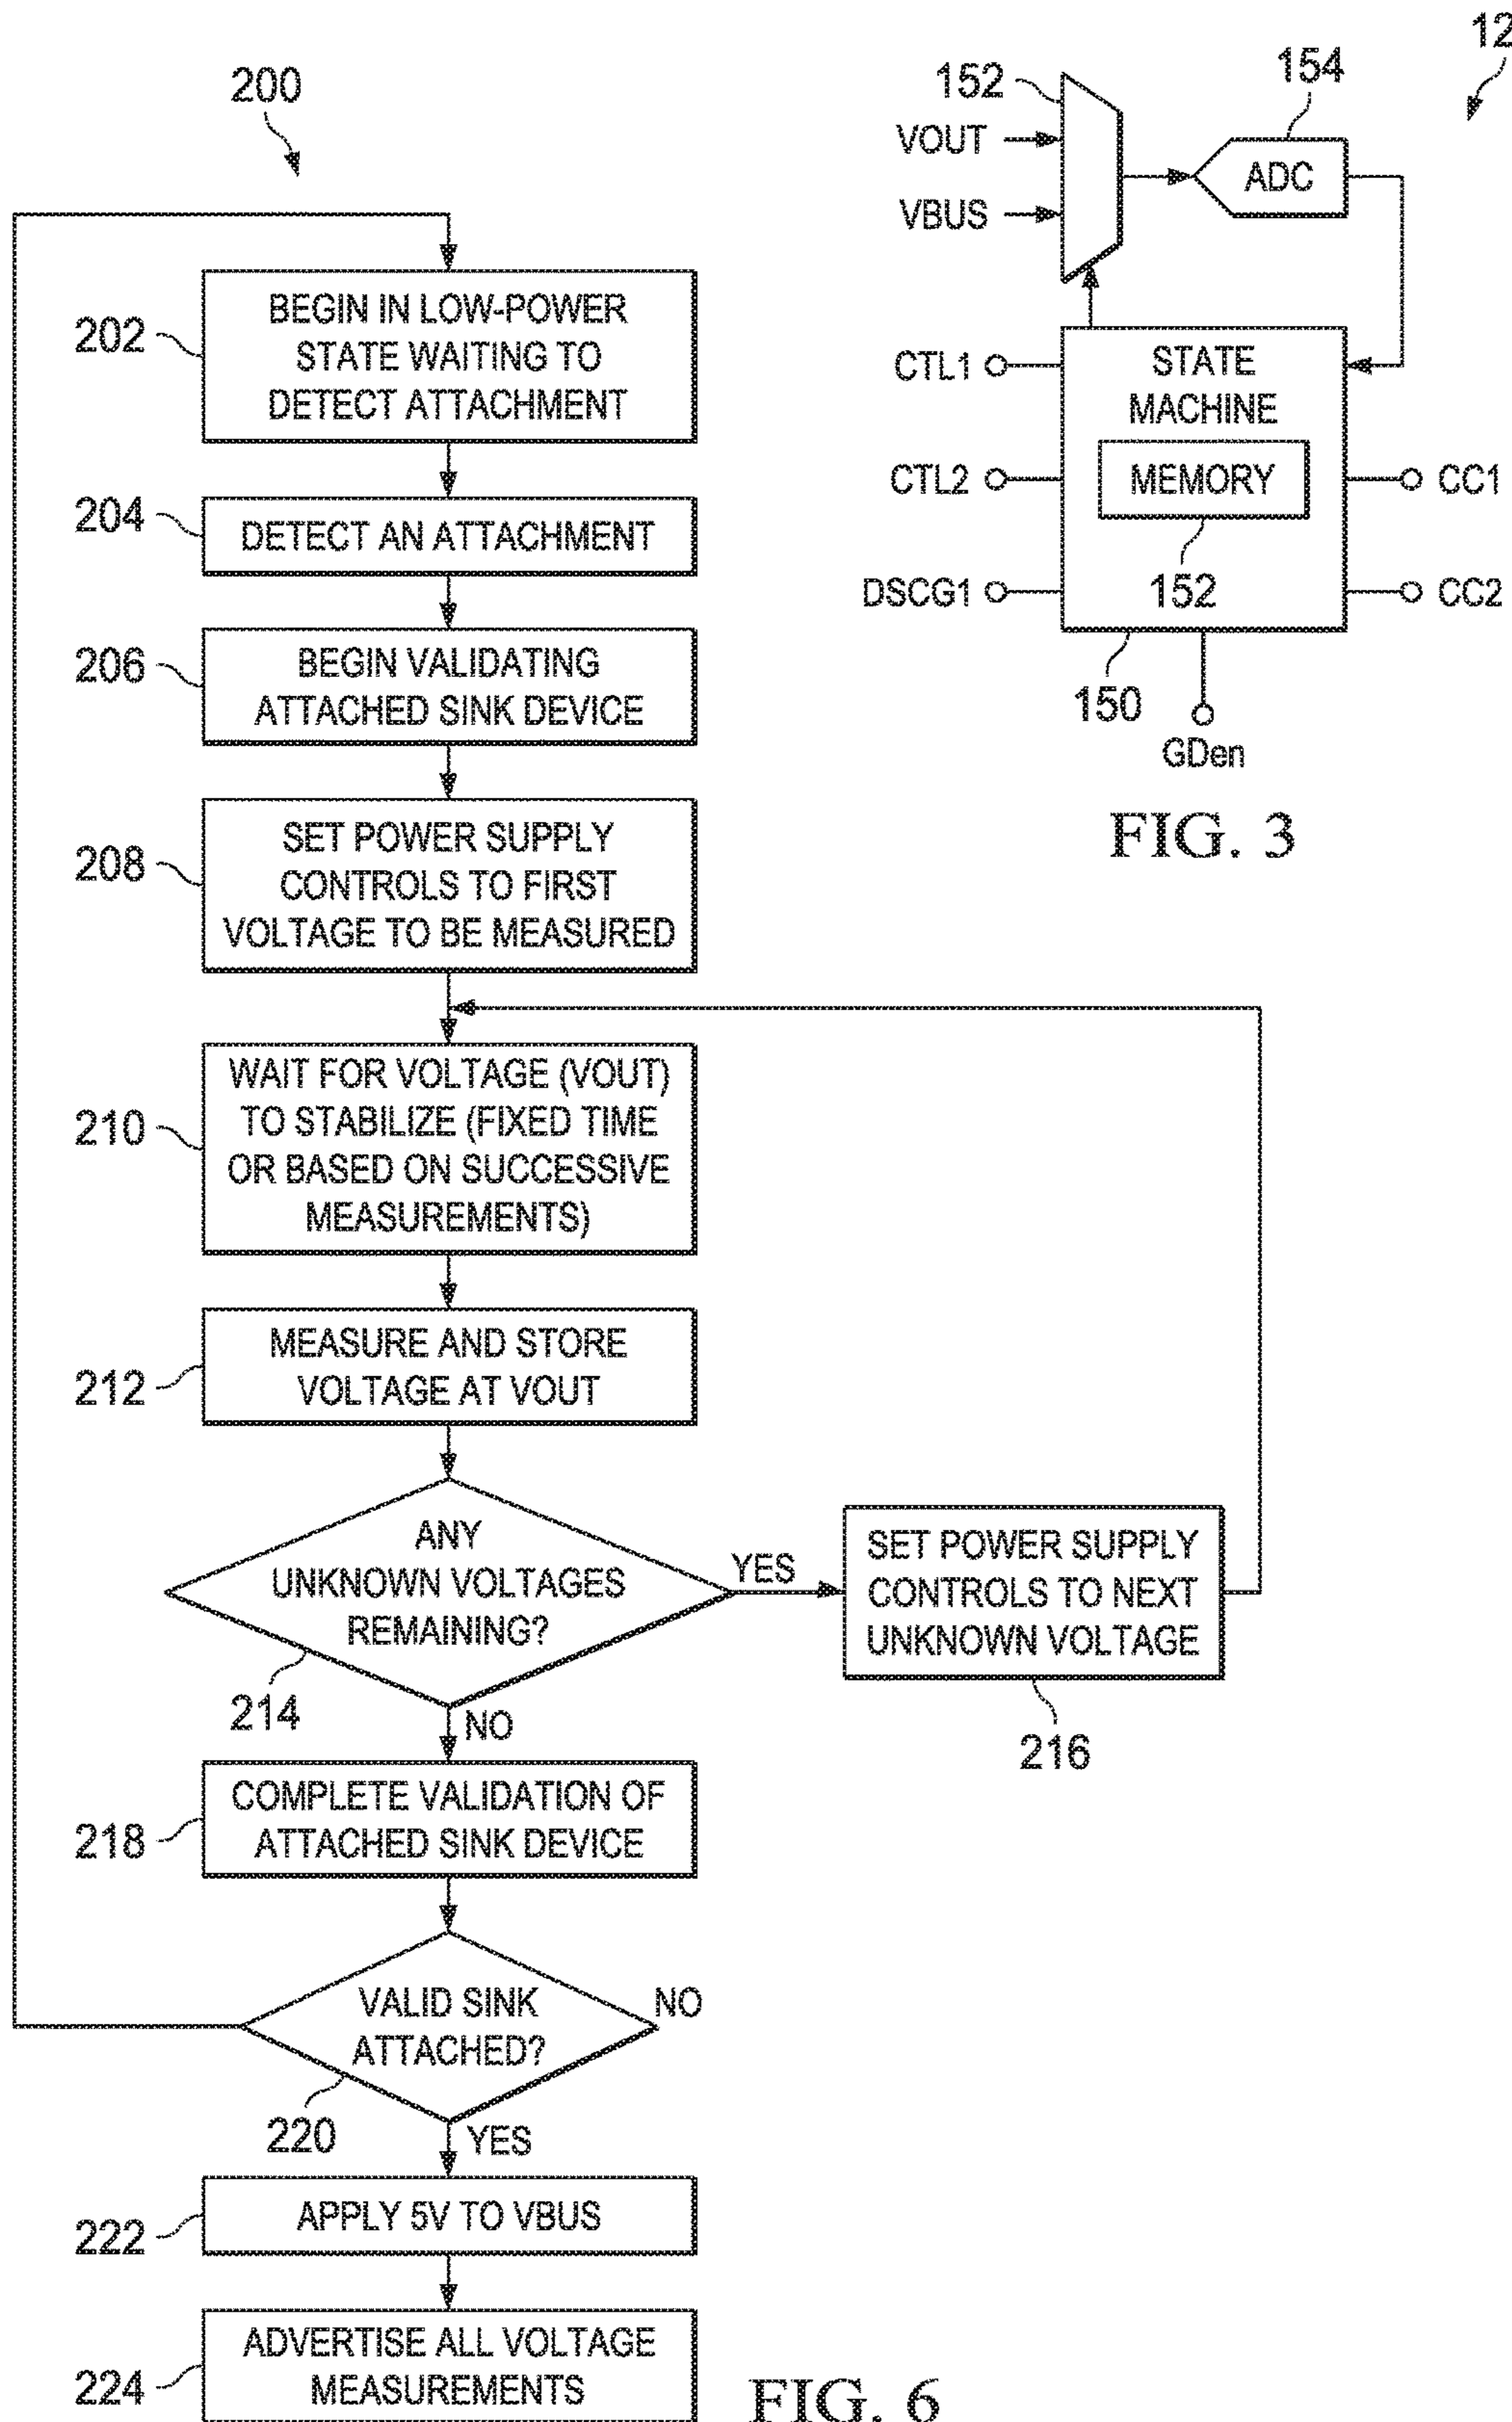 200
202
BEGIN IN LOW-POWER
STATE WAITING TO
DETECT ATTACHMENT
204
DETECT AN ATTACHMENT
206
BEGIN VALIDATING
ATTACHED SINK DEVICE
208
SET POWER SUPPLY
CONTROLS TO FIRST
VOLTAGE TO BE MEASURED
210
WAIT FOR VOLTAGE (VOUT)
TO STABILIZE (FIXED TIME
OR BASED ON SUCCESSIVE
MEASUREMENTS)
212
MEASURE AND STORE
VOLTAGE AT VOUT
ANY
UNKNOWN VOLTAGES
REMAINING?
214
YES
SET POWER SUPPLY
CONTROLS TO NEXT
UNKNOWN VOLTAGE
216
NO
218
COMPLETE VALIDATION OF
ATTACHED SINK DEVICE
VALID SINK
ATTACHED?
NO
220
YES
222
APPLY 5V TO VBUS
224
ADVERTISE ALL VOLTAGE
MEASUREMENTS
FIG. 6
12
152
154
VOUT
VBUS
ADC
CTL1
CTL2
DSCG1
STATE
MACHINE
MEMORY
152
CC1
CC2
150
GDen
FIG. 3